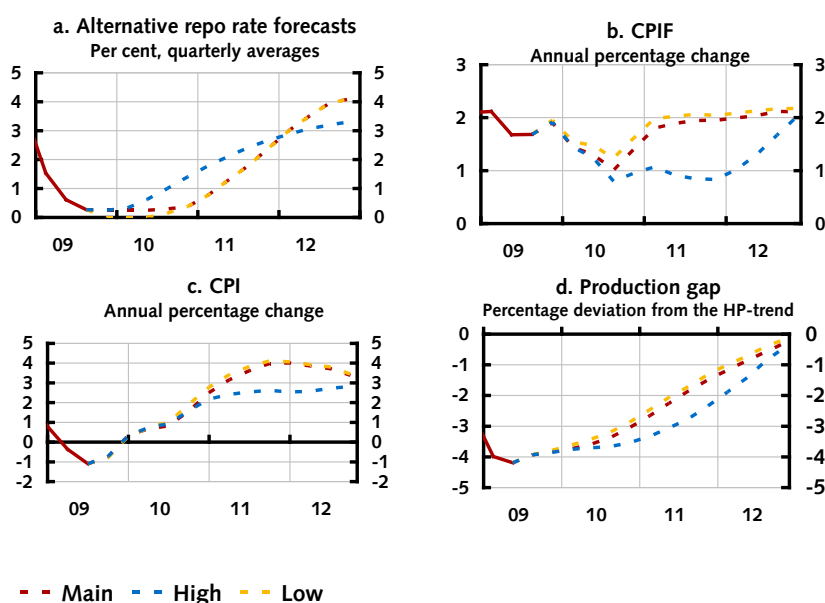 a. Alternative repo rate forecasts
Per cent, quarterly averages
5 5
4 4
3 3
2 2
1 1
0 0
09 10 11 12
b. CPIF
Annual percentage change
3 3
2 2
1 1
0 0
09 10 11 12
c. CPI
Annual percentage change
5 5
4 4
3 3
2 2
1 1
0 0
-1 -1
-2 -2
09 10 11 12
d. Production gap
Percentage deviation from the HP-trend
0 0
-1 -1
-2 -2
-3 -3
-4 -4
-5 -5
09 10 11 12
Main High Low